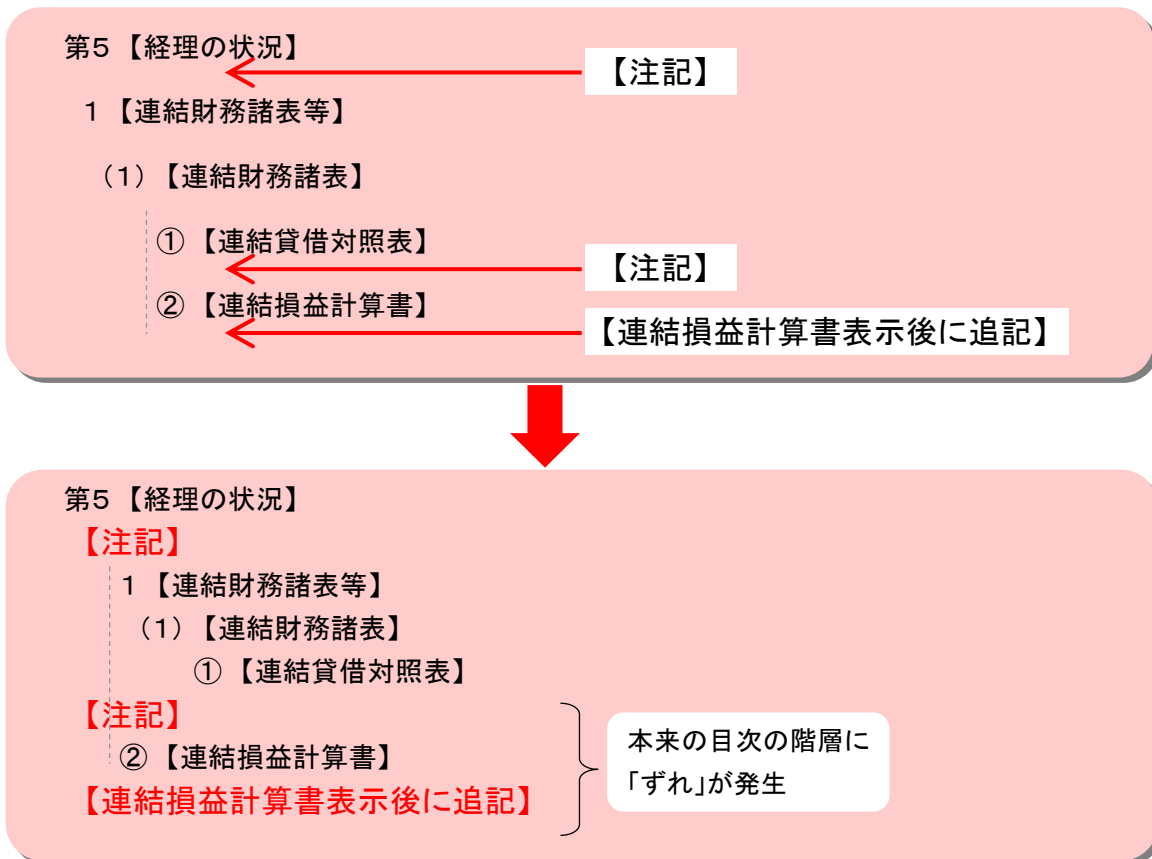 第5【経理の状況】
【注記】
1【連結財務諸表等】
(1)【連結財務諸表】
①【連結貸借対照表】
【注記】
②【連結損益計算書】
【連結損益計算書表示後に追記】
第5【経理の状況】
【注記】
1【連結財務諸表等】
(1)【連結財務諸表】
①【連結貸借対照表】
【注記】
②【連結損益計算書】
【連結損益計算書表示後に追記】
本来の目次の階層に
「ずれ」が発生